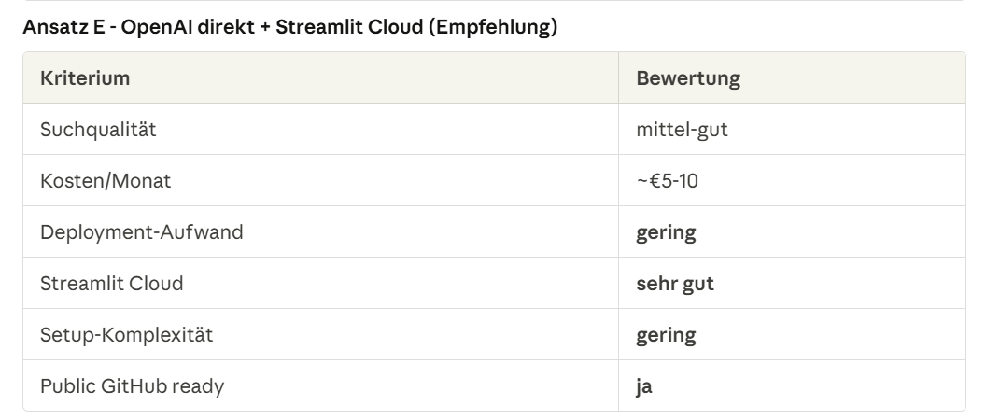 Ansatz E - OpenAI direkt + Streamlit Cloud (Empfehlung)
Kriterium Bewertung
Suchqualität mittel-gut
Kosten/Monat ~€5-10
Deployment-Aufwand gering
Streamlit Cloud sehr gut
Setup-Komplexität gering
Public GitHub ready ja